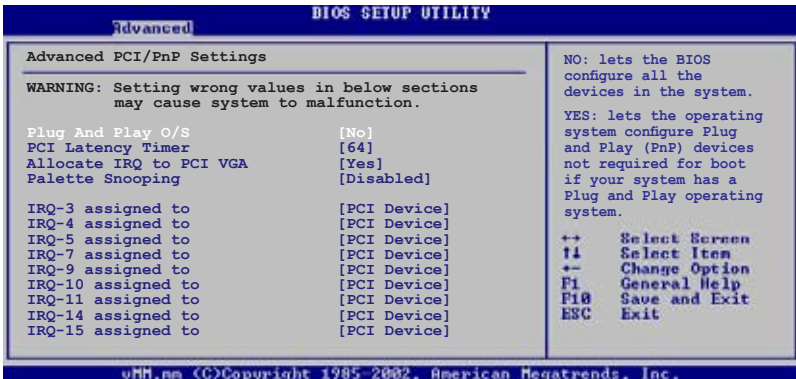 BIOS SETUP UTILITY
Advanced
Advanced PCI/PnP Settings
WARNING: Setting wrong values in below sections
may cause system to malfunction.
Plug And Play O/S [No]
PCI Latency Timer [64]
Allocate IRQ to PCI VGA [Yes]
Palette Snooping [Disabled]
IRQ-3 assigned to [PCI Device]
IRQ-4 assigned to [PCI Device]
IRQ-5 assigned to [PCI Device]
IRQ-7 assigned to [PCI Device]
IRQ-9 assigned to [PCI Device]
IRQ-10 assigned to [PCI Device]
IRQ-11 assigned to [PCI Device]
IRQ-14 assigned to [PCI Device]
IRQ-15 assigned to [PCI Device]
NO: lets the BIOS
configure all the
devices in the system.
YES: lets the operating
system configure Plug
and Play (PnP) devices
not required for boot
if your system has a
Plug and Play operating
system.
←→ Select Screen
↑↓ Select Item
+- Change Option
F1 General Help
F10 Save and Exit
ESC Exit
vMM.mm (C)Copyright 1985-2002, American Megatrends, Inc.